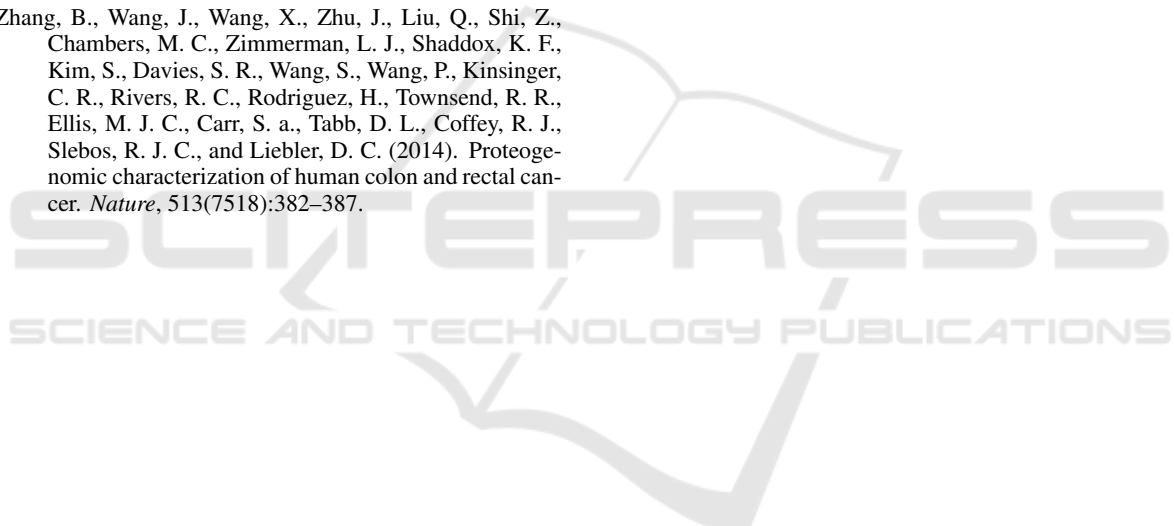 Zhang, B., Wang, J., Wang, X., Zhu, J., Liu, Q., Shi, Z.,
Chambers, M. C., Zimmerman, L. J., Shaddox, K. F.,
Kim, S., Davies, S. R., Wang, S., Wang, P., Kinsinger,
C. R., Rivers, R. C., Rodriguez, H., Townsend, R. R.,
Ellis, M. J. C., Carr, S. a., Tabb, D. L., Coffey, R. J.,
Slebos, R. J. C., and Liebler, D. C. (2014). Proteoge-
nomic characterization of human colon and rectal can-
cer. Nature, 513(7518):382–387.
SCITEPRESS
SCIENCE AND TECHNOLOGY PUBLICATIONS